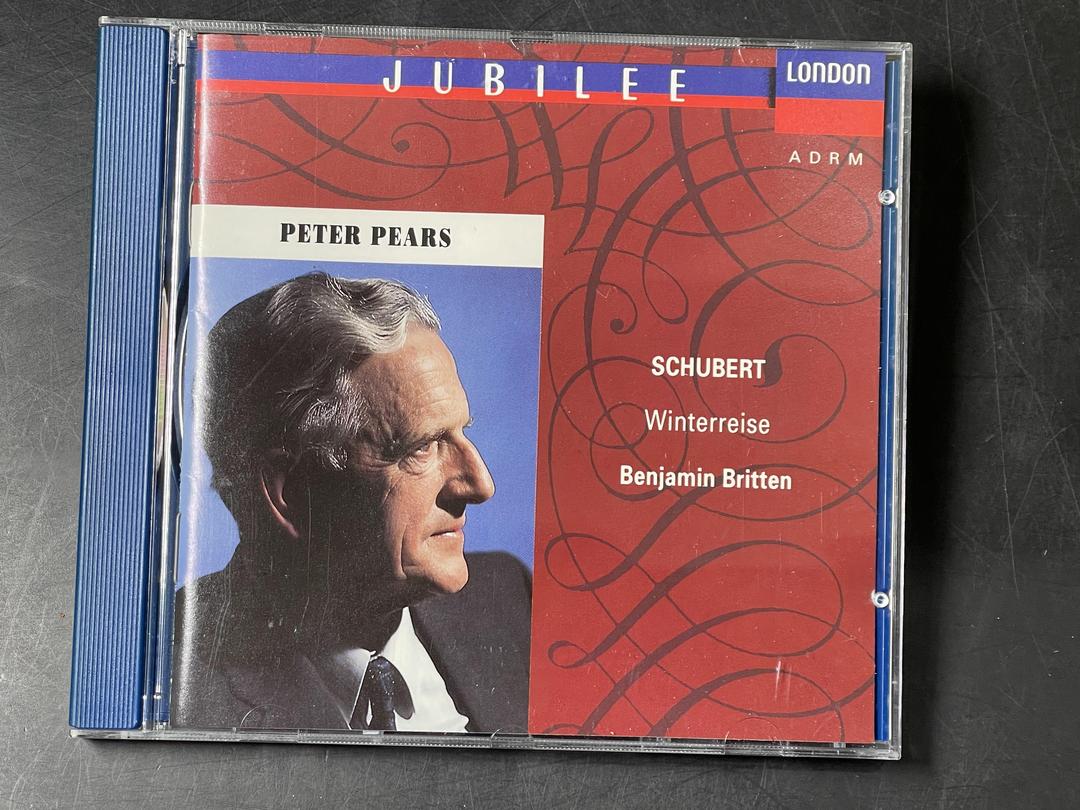 JUBILEE
LONDON
ADRM
PETER PEARS
SCHUBERT
Winterreise
Benjamin Britten